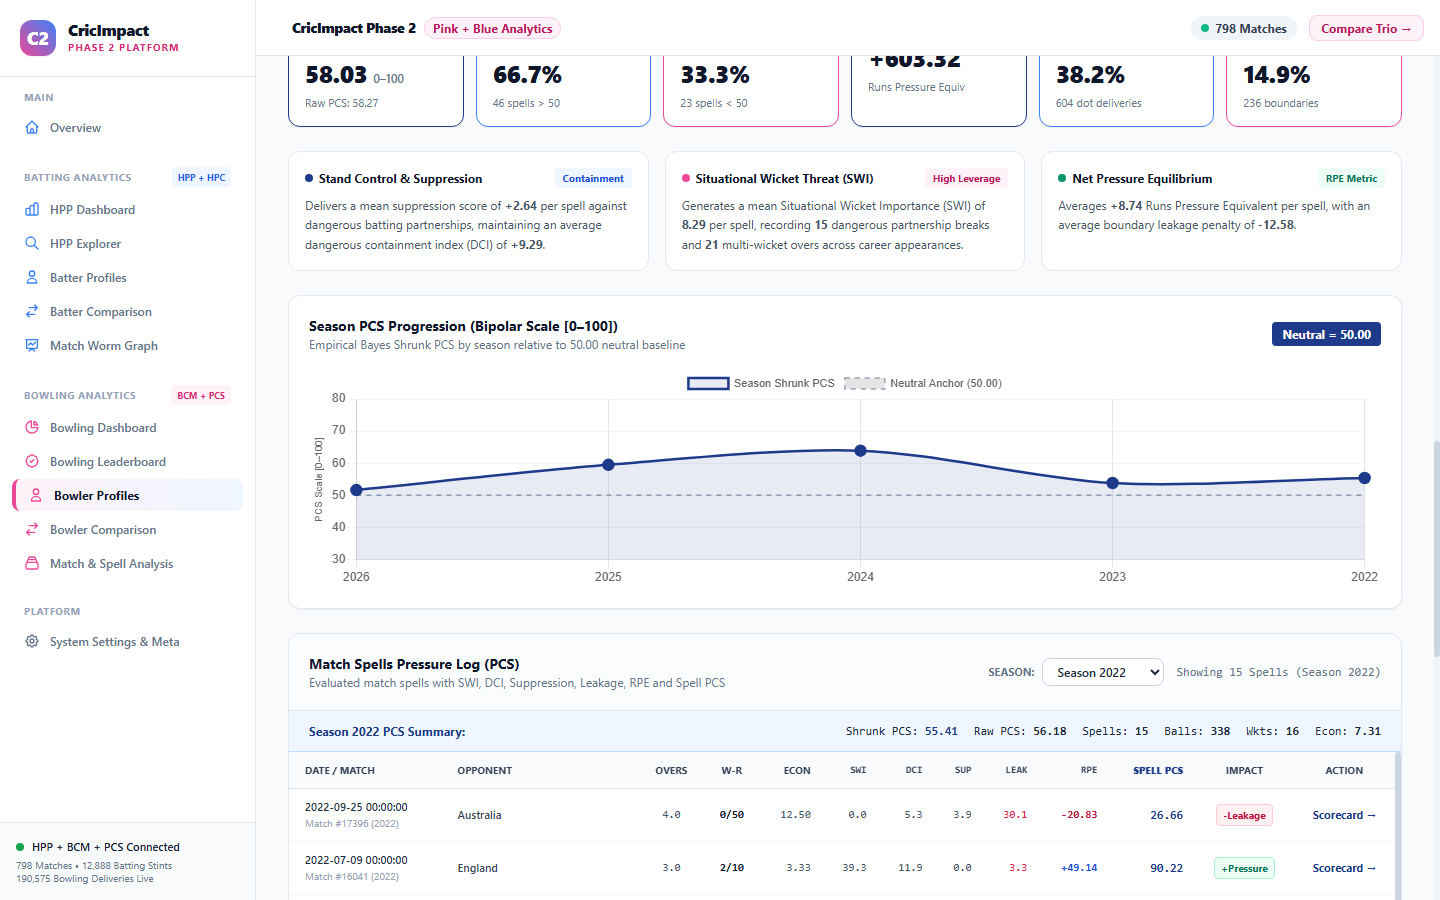 C2
CricImpact
PHASE 2 PLATFORM
MAIN
Overview
BATTING ANALYTICS HPP + HPC
HPP Dashboard
HPP Explorer
Batter Profiles
Batter Comparison
Match Worm Graph
BOWLING ANALYTICS BCM + PCS
Bowling Dashboard
Bowling Leaderboard
Bowler Profiles
Bowler Comparison
Match & Spell Analysis
PLATFORM
System Settings & Meta
HPP + BCM + PCS Connected
798 Matches • 12,888 Batting Stints
190,575 Bowling Deliveries Live
CricImpact Phase 2 Pink + Blue Analytics 798 Matches Compare Trio →
58.03 0–100
Raw PCS: 58.27
66.7%
46 spells > 50
33.3%
23 spells < 50
+603.32
Runs Pressure Equiv
38.2%
604 dot deliveries
14.9%
236 boundaries
Stand Control & Suppression Containment
Delivers a mean suppression score of +2.64 per spell against
dangerous batting partnerships, maintaining an average
dangerous containment index (DCI) of +9.29.
Situational Wicket Threat (SWI) High Leverage
Generates a mean Situational Wicket Importance (SWI) of
8.29 per spell, recording 15 dangerous partnership breaks
and 21 multi-wicket overs across career appearances.
Net Pressure Equilibrium RPE Metric
Averages +8.74 Runs Pressure Equivalent per spell, with an
average boundary leakage penalty of -12.58.
Season PCS Progression (Bipolar Scale [0–100])
Empirical Bayes Shrunk PCS by season relative to 50.00 neutral baseline
Neutral = 50.00
Season Shrunk PCS Neutral Anchor (50.00)
PCS Scale [0–100]
80
70
60
50
40
30
2026 2025 2024 2023 2022
Match Spells Pressure Log (PCS)
Evaluated match spells with SWI, DCI, Suppression, Leakage, RPE and Spell PCS
SEASON: Season 2022 Showing 15 Spells (Season 2022)
Season 2022 PCS Summary: Shrunk PCS: 55.41 Raw PCS: 56.18 Spells: 15 Balls: 338 Wkts: 16 Econ: 7.31
DATE / MATCH OPPONENT OVERS W-R ECON SWI DCI SUP LEAK RPE SPELL PCS IMPACT ACTION
2022-09-25 00:00:00
Match #17396 (2022)
Australia 4.0 0/50 12.50 0.0 5.3 3.9 30.1 -20.83 26.66 -Leakage Scorecard →
2022-07-09 00:00:00
Match #16041 (2022)
England 3.0 2/10 3.33 39.3 11.9 0.0 3.3 +49.14 90.22 +Pressure Scorecard →